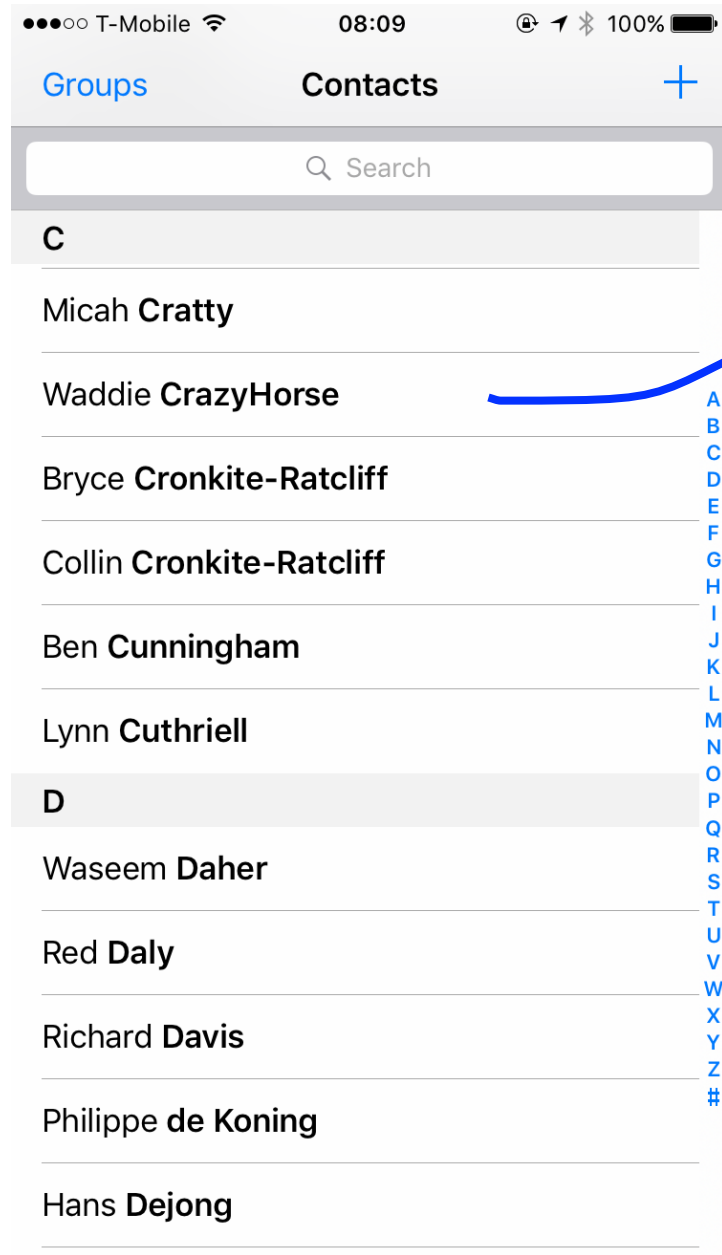 T-Mobile 08:09 100%
Groups Contacts +
Search
C
Micah Cratty
Waddie CrazyHorse
Bryce Cronkite-Ratcliff
Collin Cronkite-Ratcliff
Ben Cunningham
Lynn Cuthriell
D
Waseem Daher
Red Daly
Richard Davis
Philippe de Koning
Hans Dejong
A
B
C
D
E
F
G
H
I
J
K
L
M
N
O
P
Q
R
S
T
U
V
W
X
Y
Z
#